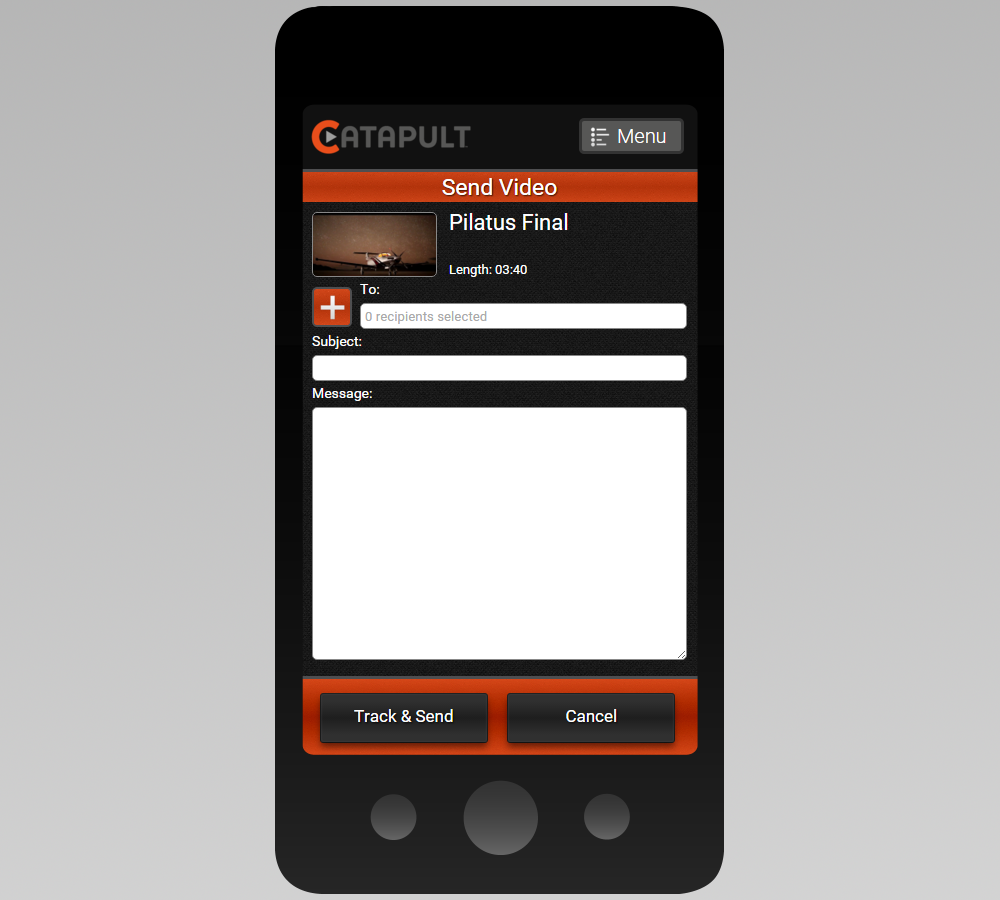 CATAPULT
Menu
Send Video
Pilatus Final
Length: 03:40
To:
0 recipients selected
Subject:
Message:
Track & Send
Cancel